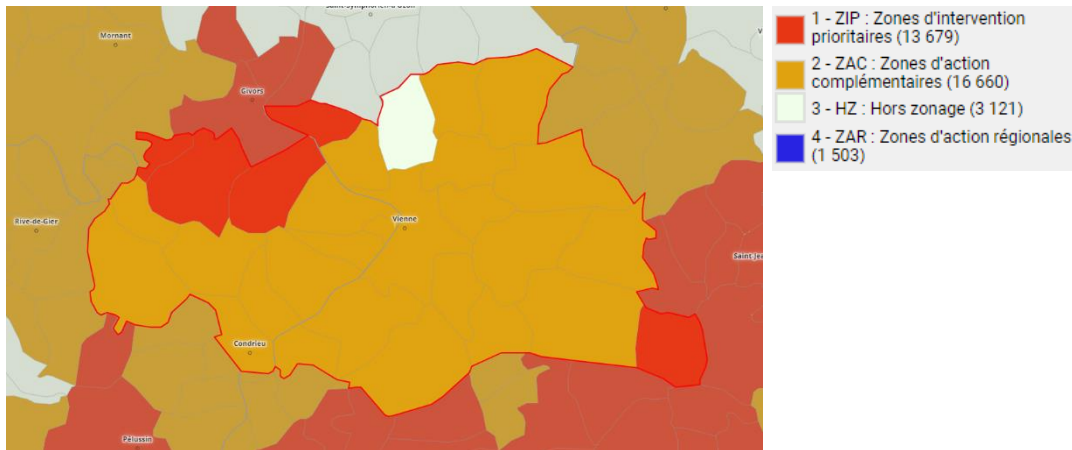 Mornant
Givors
Rive-de-Gier
Vienne
Condrieu
Pélussin
1 - ZIP : Zones d'intervention
prioritaires (13 679)
2 - ZAC : Zones d'action
complémentaires (16 660)
3 - HZ : Hors zonage (3 121)
4 - ZAR : Zones d'action régionales
(1 503)